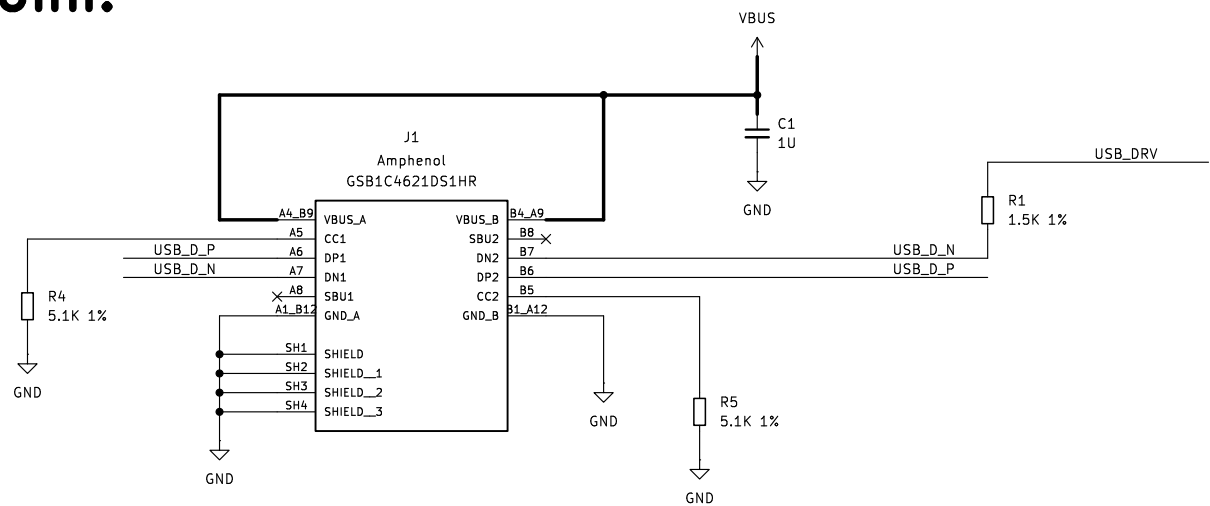 VBUS
C1
1U
GND
J1
Amphenol
GSB1C4621DS1HR
USB_DRV
R1
1.5K 1%
A4_B9 VBUS_A VBUS_B B4_A9
A5 CC1 SBU2 B8
USB_D_P A6 DP1 DN2 B7 USB_D_N
USB_D_N A7 DN1 DP2 B6 USB_D_P
A8 SBU1 CC2 B5
A1_B12 GND_A GND_B B1_A12
R4
5.1K 1%
GND
SH1 SHIELD
SH2 SHIELD__1
SH3 SHIELD__2
SH4 SHIELD__3
GND
GND
R5
5.1K 1%
GND